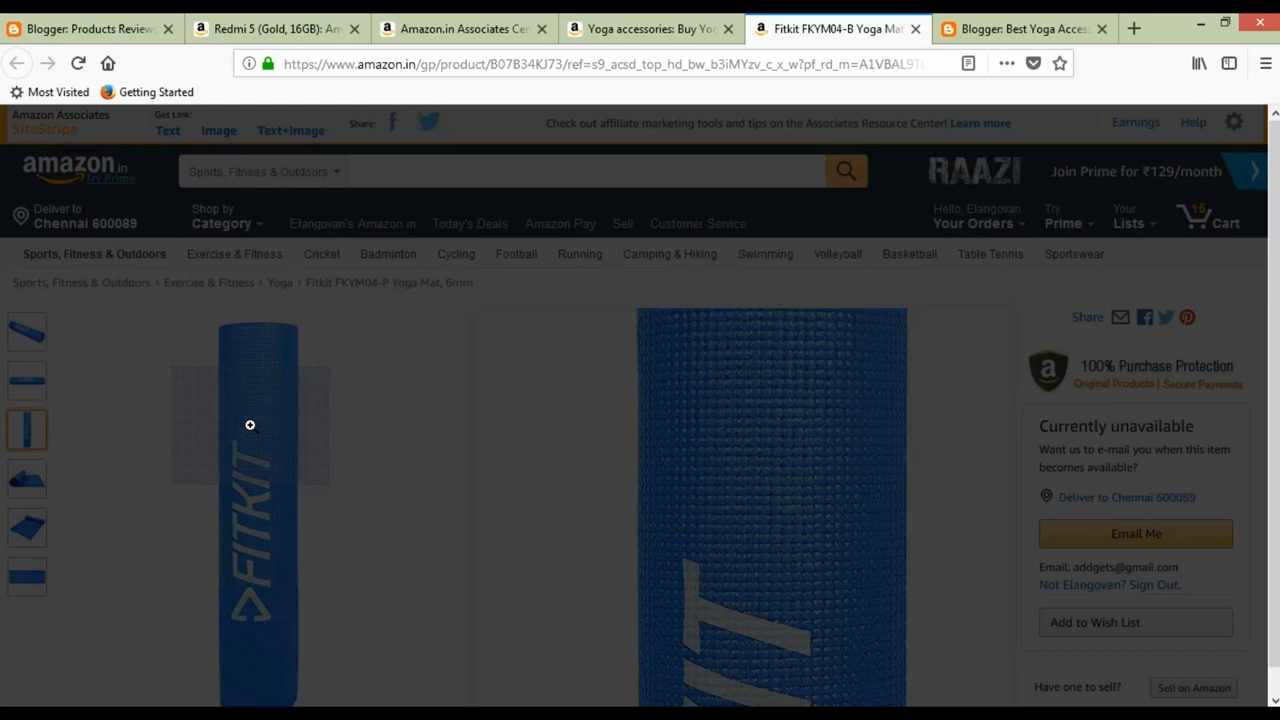 Blogger: Products Reviews
Redmi 5 (Gold, 16GB): Am
Amazon.in Associates Cen
Yoga accessories: Buy Yog
Fitkit FKYM04-B Yoga Mat
Blogger: Best Yoga Access
https://www.amazon.in/gp/product/B07B34KJ73/ref=s9_acsd_top_hd_bw_b3iMYzv_c_x_w?pf_rd_m=A1VBAL9TL
Most Visited
Getting Started
Amazon Associates
SiteStripe
Get Link:
Text
Image
Text+Image
Share:
Check out affiliate marketing tools and tips on the Associates Resource Center! Learn more
Earnings
Help
amazon.in
Try Prime
Sports, Fitness & Outdoors
RAAZI
Join Prime for ₹129/month
Deliver to
Chennai 600089
Shop by
Category
Elangovan's Amazon.in
Today's Deals
Amazon Pay
Sell
Customer Service
Hello, Elangovan
Your Orders
Try
Prime
Your
Lists
15
Cart
Sports, Fitness & Outdoors
Exercise & Fitness
Cricket
Badminton
Cycling
Football
Running
Camping & Hiking
Swimming
Volleyball
Basketball
Table Tennis
Sportswear
Sports, Fitness & Outdoors › Exercise & Fitness › Yoga › Fitkit FKYM04-P Yoga Mat, 6mm
FITKIT
Share
100% Purchase Protection
Original Products | Secure Payments
Currently unavailable
Want us to e-mail you when this item
becomes available?
Deliver to Chennai 600089
Email Me
Email: addgets@gmail.com
Not Elangovan? Sign Out.
Add to Wish List
Have one to sell?
Sell on Amazon